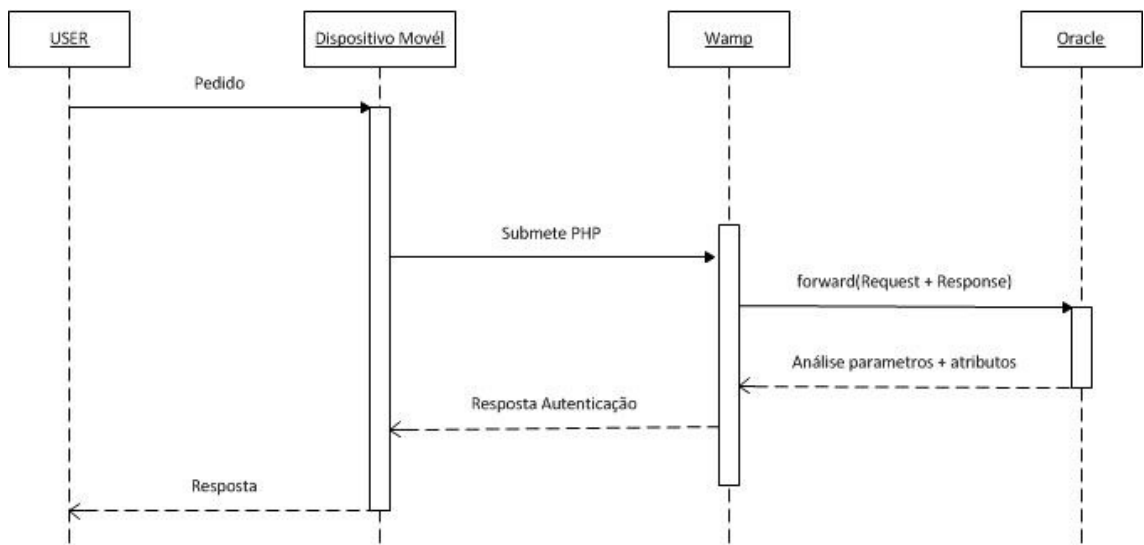 USER
Dispositivo Movél
Wamp
Oracle
Pedido
Submete PHP
forward(Request + Response)
Análise parametros + atributos
Resposta Autenticação
Resposta